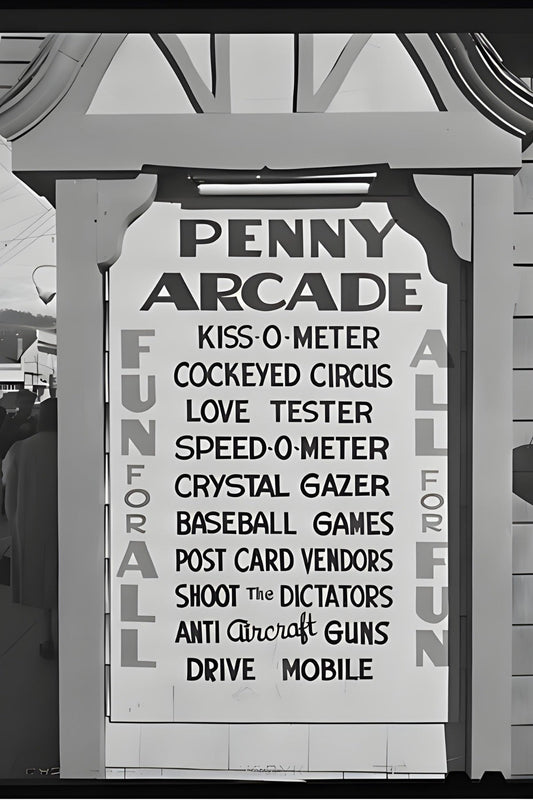 PENNY
ARCADE
KISS-O-METER
COCKEYED CIRCUS
LOVE TESTER
SPEED-O-METER
CRYSTAL GAZER
BASEBALL GAMES
POST CARD VENDORS
SHOOT The DICTATORS
ANTI Aircraft GUNS
DRIVE MOBILE
FUN FOR ALL
ALL FOR FUN